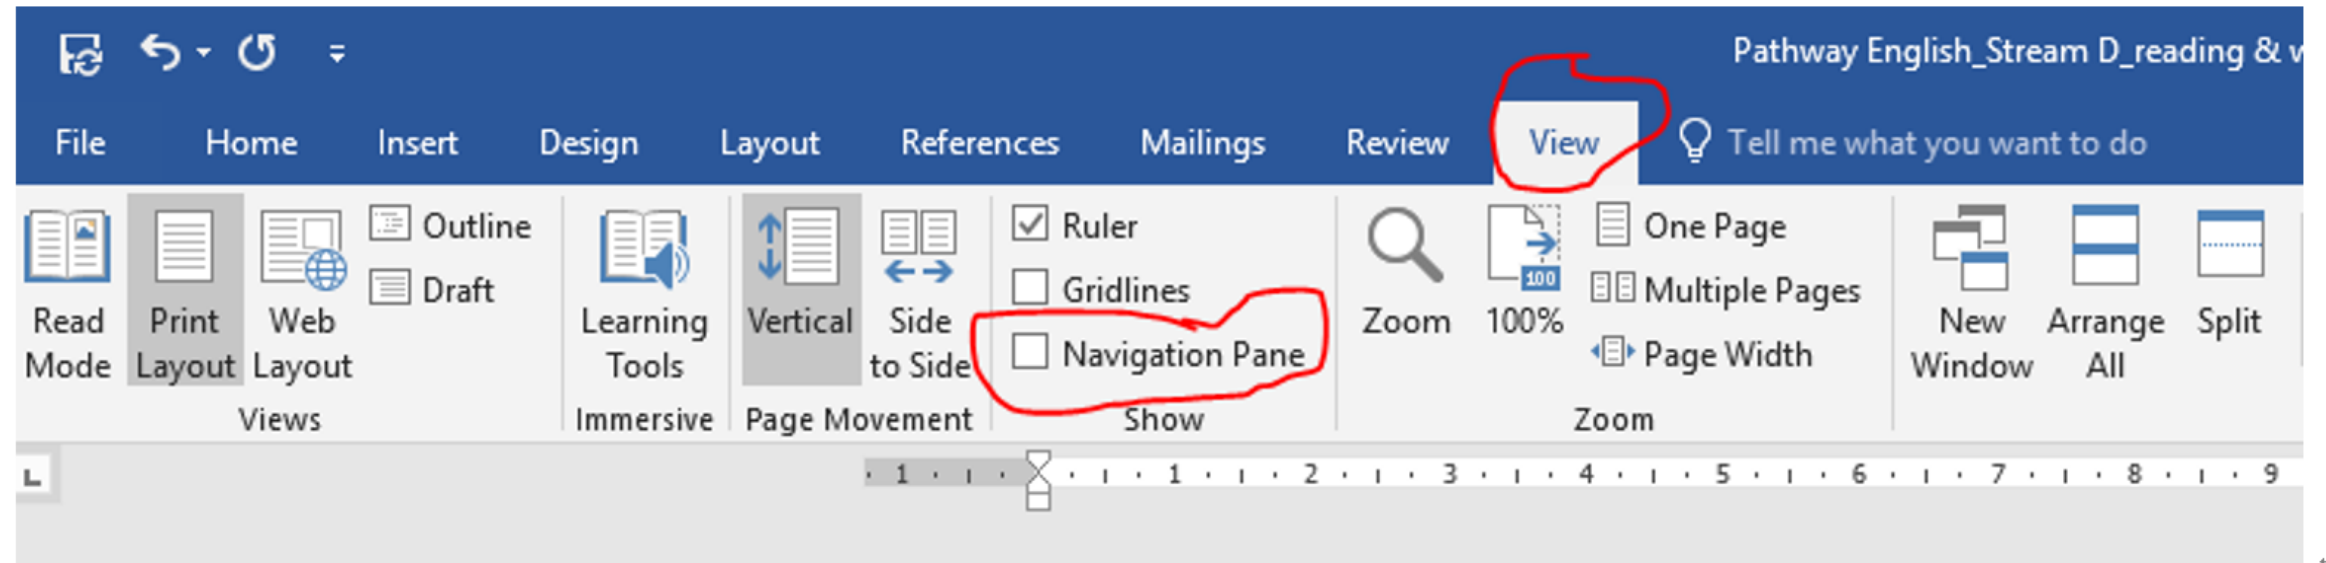 Pathway English_Stream D_reading & w
File Home Insert Design Layout References Mailings Review View Tell me what you want to do
Read Mode
Print Layout
Web Layout
Outline
Draft
Views
Learning Tools
Immersive
Vertical
Side to Side
Page Movement
Ruler
Gridlines
Navigation Pane
Show
Zoom
100
100%
One Page
Multiple Pages
Page Width
Zoom
New Window
Arrange All
Split
L
1 1 2 3 4 5 6 7 8 9